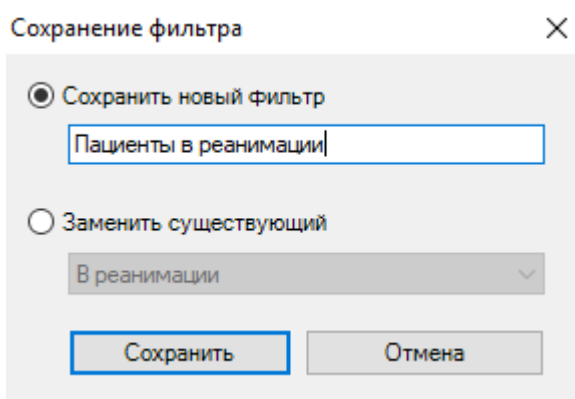 Сохранение фильтра
Сохранить новый фильтр
Пациенты в реанимации
Заменить существующий
В реанимации
Сохранить
Отмена